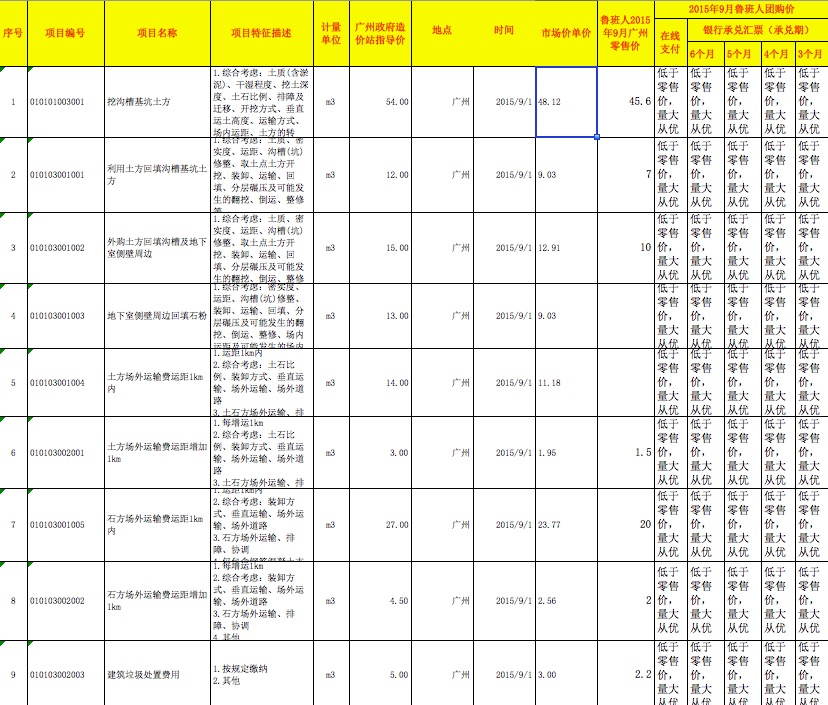 序号 项目编号 项目名称 项目特征描述 计量单位 广州政府造价站指导价 地点 时间 市场价单价 鲁班人2015年9月广州零售价 2015年9月鲁班人团购价
在线支付 银行承兑汇票（承兑期）
6个月 5个月 4个月 3个月
1 010101003001 挖沟槽基坑土方 1.综合考虑：土质(含淤泥)、干湿程度、挖土深度、土石比例、排障及迁移、开挖方式、垂直运土高度、运输方式、场内运距、土方的转 m3 54.00 广州 2015/9/1 48.12 45.6 低于零售价，量大从优 低于零售价，量大从优 低于零售价，量大从优 低于零售价，量大从优 低于零售价，量大从优
2 010103001001 利用土方回填沟槽基坑土方 1.综合考虑：土质、密实度、运距、沟槽(坑)修整、取土点土方开挖、装卸、运输、回填、分层碾压及可能发生的翻挖、倒运、整修等 m3 12.00 广州 2015/9/1 9.03 7 低于零售价，量大从优 低于零售价，量大从优 低于零售价，量大从优 低于零售价，量大从优 低于零售价，量大从优
3 010103001002 外购土方回填沟槽及地下室侧壁周边 1.综合考虑：土质、密实度、运距、沟槽(坑)修整、取土点土方开挖、装卸、运输、回填、分层碾压及可能发生的翻挖、倒运、整修 m3 15.00 广州 2015/9/1 12.91 10 低于零售价，量大从优 低于零售价，量大从优 低于零售价，量大从优 低于零售价，量大从优 低于零售价，量大从优
4 010103001003 地下室侧壁周边回填石粉 1.综合考虑：密实度、运距、沟槽(坑)修整、装卸、运输、回填、分层碾压及可能发生的翻挖、倒运、整修、场内运距及可能发生的场内 m3 13.00 广州 2015/9/1 9.03 低于零售价，量大从优 低于零售价，量大从优 低于零售价，量大从优 低于零售价，量大从优 低于零售价，量大从优
5 010103001004 土方场外运输费运距1km内 1.运距1km内 2.综合考虑：土石比例、装卸方式、垂直运输、场外运输、场外道路 3.土石方场外运输、排 m3 14.00 广州 2015/9/1 11.18 低于零售价，量大从优 低于零售价，量大从优 低于零售价，量大从优 低于零售价，量大从优 低于零售价，量大从优
6 010103002001 土方场外运输费运距增加1km 1.每增运1km 2.综合考虑：土石比例、装卸方式、垂直运输、场外运输、场外道路 3.土石方场外运输、排 m3 3.00 广州 2015/9/1 1.95 1.5 低于零售价，量大从优 低于零售价，量大从优 低于零售价，量大从优 低于零售价，量大从优 低于零售价，量大从优
7 010103001005 石方场外运输费运距1km内 1.运距1km内 2.综合考虑：装卸方式、垂直运输、场外运输、场外道路 3.石方场外运输、排障、协调 m3 27.00 广州 2015/9/1 23.77 20 低于零售价，量大从优 低于零售价，量大从优 低于零售价，量大从优 低于零售价，量大从优 低于零售价，量大从优
8 010103002002 石方场外运输费运距增加1km 1.每增运1km 2.综合考虑：装卸方式、垂直运输、场外运输、场外道路 3.石方场外运输、排障、协调 4.其他 m3 4.50 广州 2015/9/1 2.56 2 低于零售价，量大从优 低于零售价，量大从优 低于零售价，量大从优 低于零售价，量大从优 低于零售价，量大从优
9 010103002003 建筑垃圾处置费用 1.按规定缴纳 2.其他 m3 5.00 广州 2015/9/1 3.00 2.2 低于零售价，量大从优 低于零售价，量大从优 低于零售价，量大从优 低于零售价，量大从优 低于零售价，量大从优